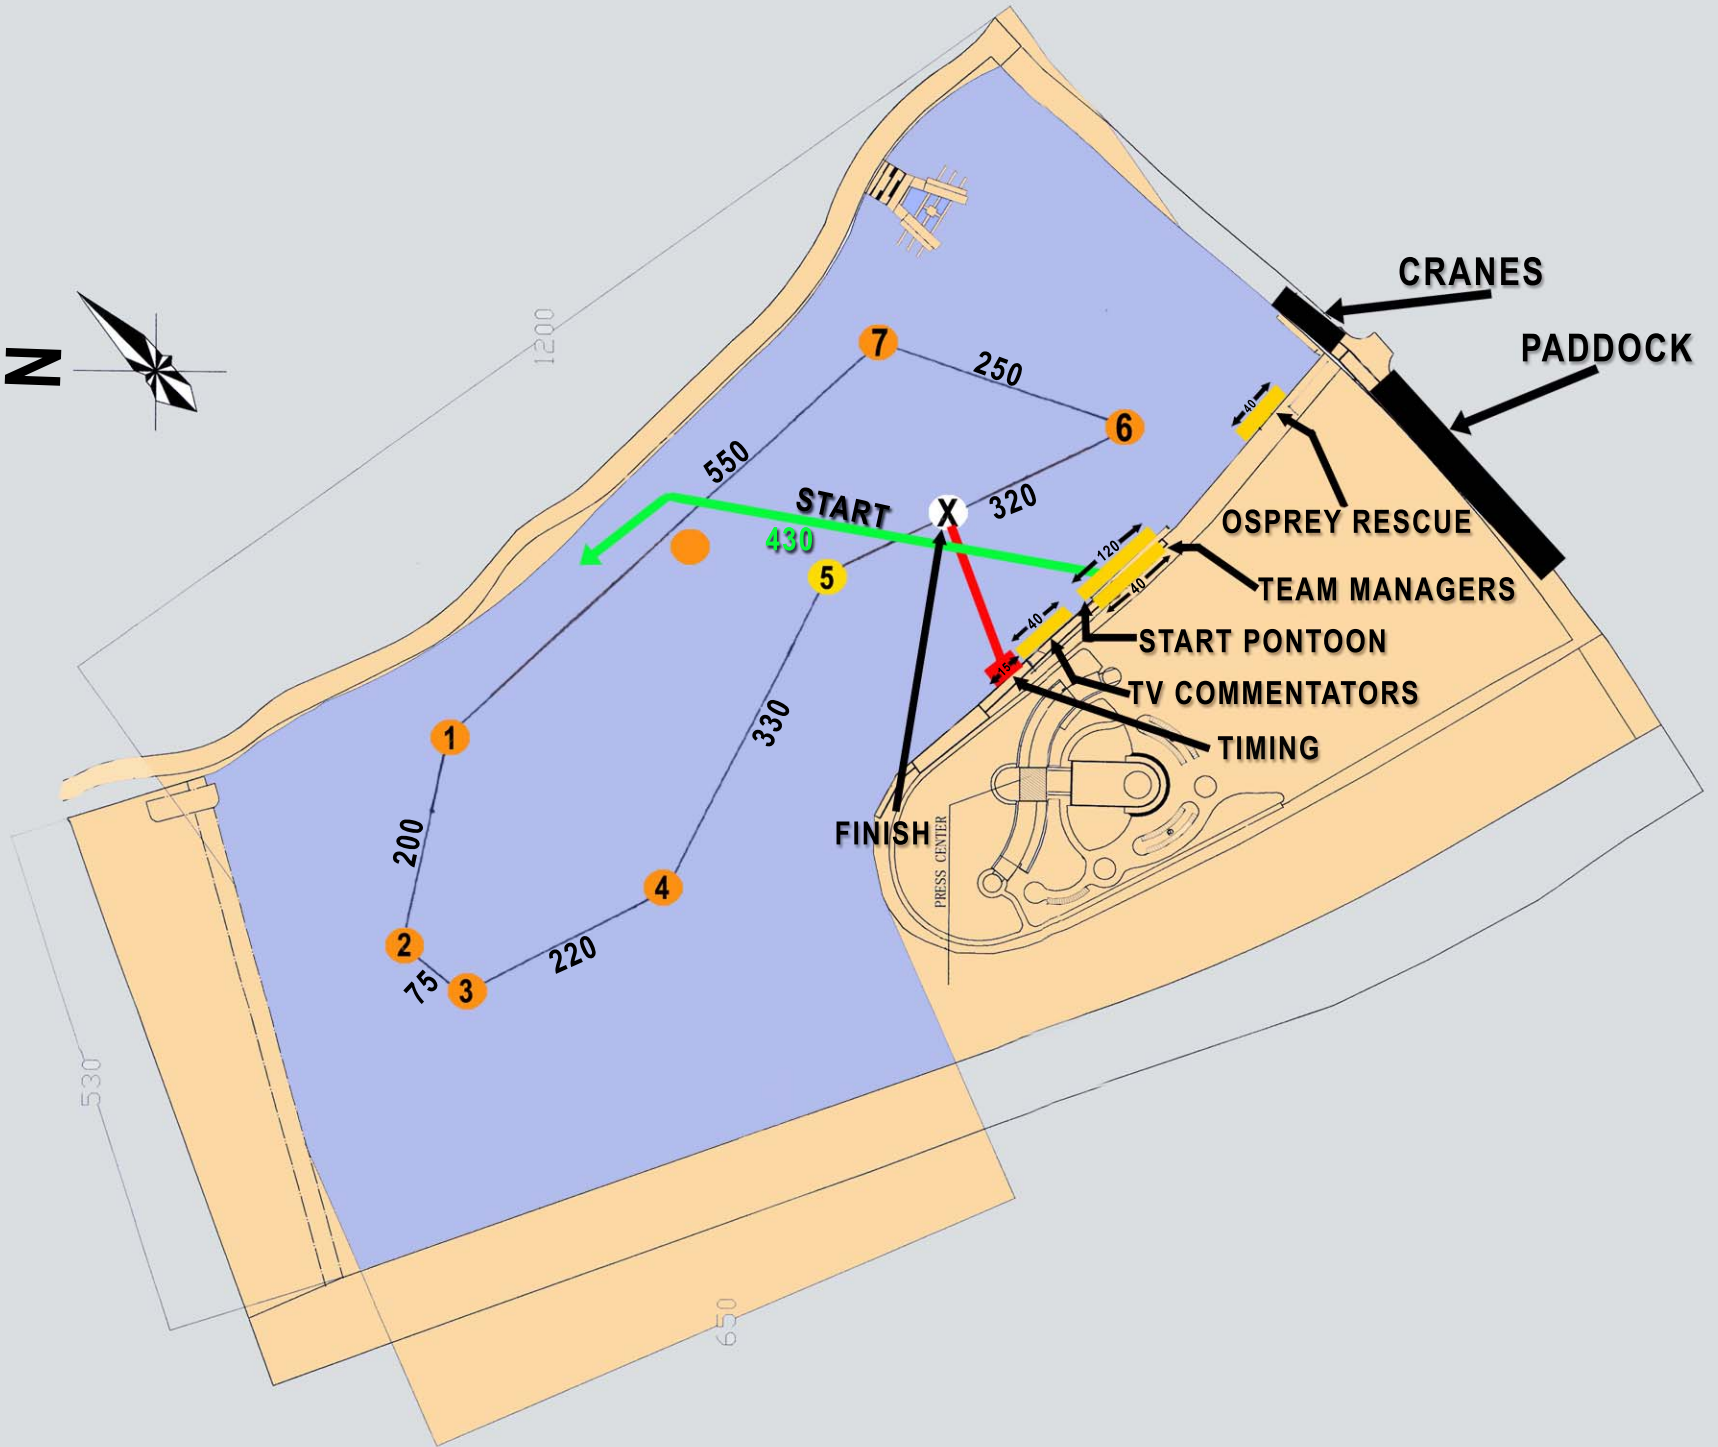 CRANES
1200
7
250
PADDOCK
N
40
6
550
START
X
320
430
OSPREY RESCUE
120
5
40
TEAM MANAGERS
40
START PONTOON
15
TV COMMENTATORS
330
1
TIMING
FINISH
200
PRESS CENTER
4
2
220
75
3
530
650